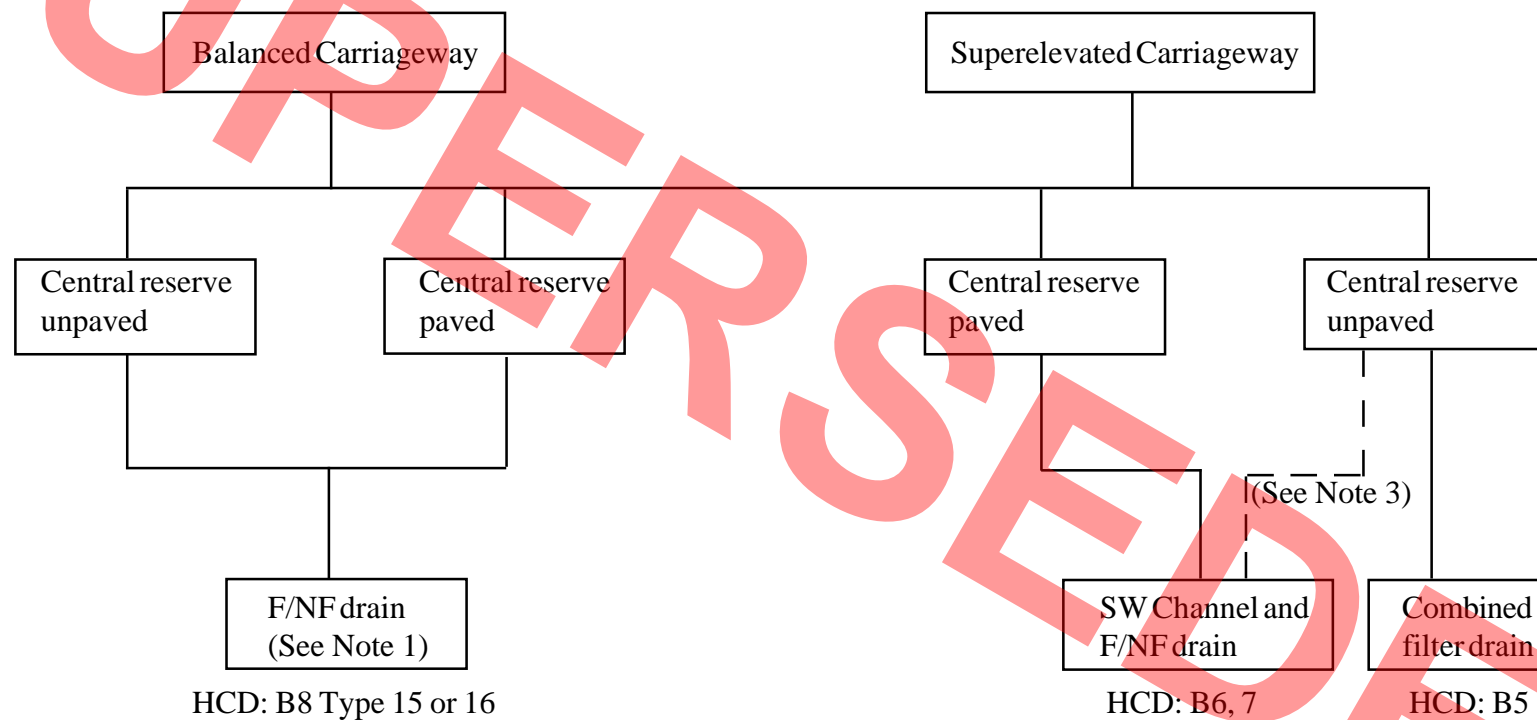 Balanced Carriageway
Superelevated Carriageway
Central reserve
unpaved
Central reserve
paved
Central reserve
paved
Central reserve
unpaved
(See Note 3)
F/NF drain
(See Note 1)
SW Channel and
F/NF drain
Combined
filter drain
HCD: B8 Type 15 or 16
HCD: B6, 7
HCD: B5
UPERSEDE